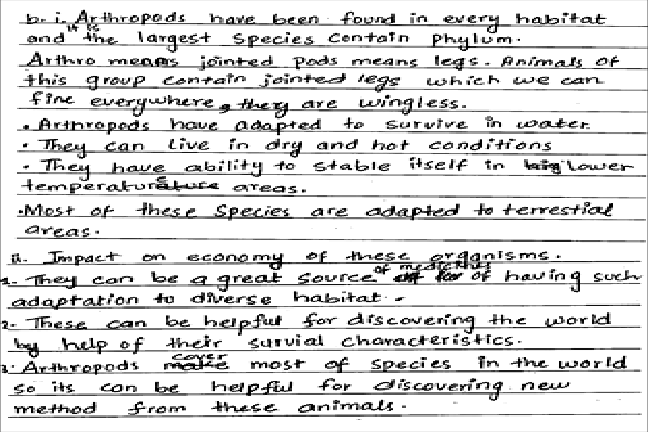 b. i. Arthropods have been found in every habitat
and it is the largest species contain Phylum.
Arthro means jointed Pods means legs. Animals of
this group contain jointed legs which we can
fine everywhere, they are wingless.
• Arthropods have adapted to survive in water.
• They can live in dry and hot conditions
• They have ability to stable itself in lower
temperature areas.
• Most of these species are adapted to terrestial
areas.
ii. Impact on economy of these organisms.
1. They can be a great source of medicines of having such
adaptation to diverse habitat.
2. These can be helpful for discovering the world
by help of their survial characteristics.
3. Arthropods cover most of species in the world
so its can be helpful for discovering new
method from these animals.